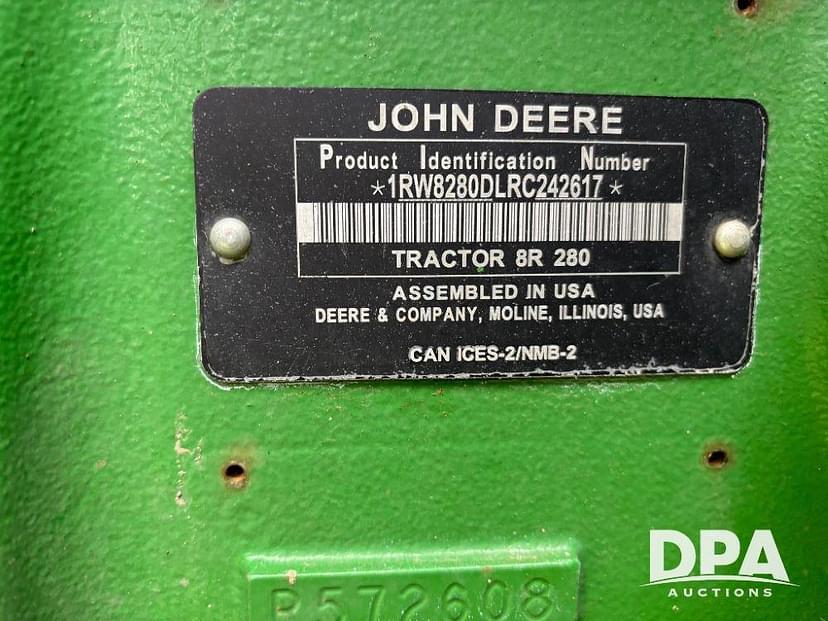 JOHN DEERE
Product Identification Number
*1RW8280DLRC242617*
TRACTOR 8R 280
ASSEMBLED IN USA
DEERE & COMPANY, MOLINE, ILLINOIS, USA
CAN ICES-2/NMB-2
R572608
DPA
AUCTIONS